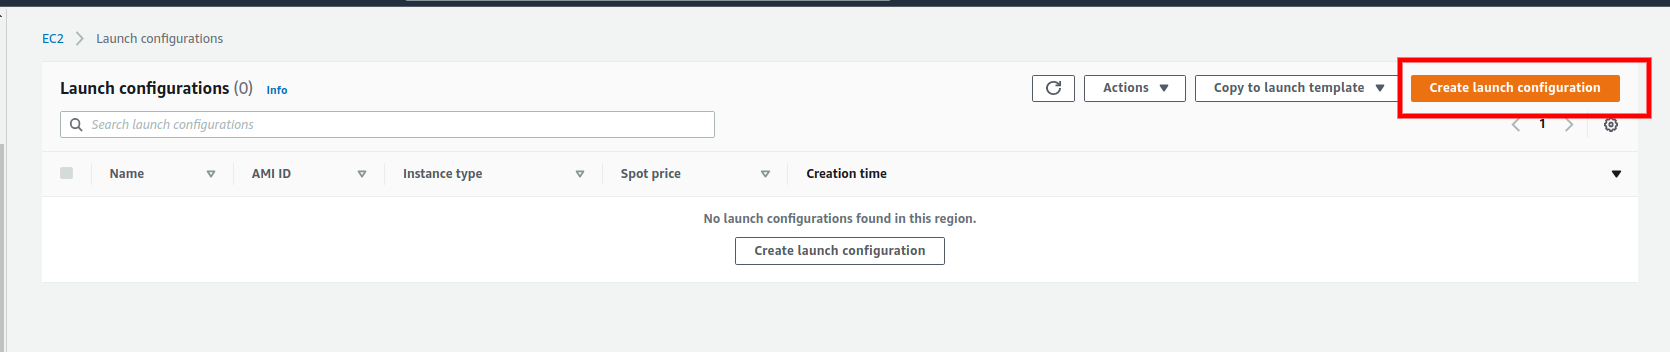 EC2 Launch configurations
Launch configurations (0) Info
Actions Copy to launch template Create launch configuration
Search launch configurations
1
Name AMI ID Instance type Spot price Creation time
No launch configurations found in this region.
Create launch configuration